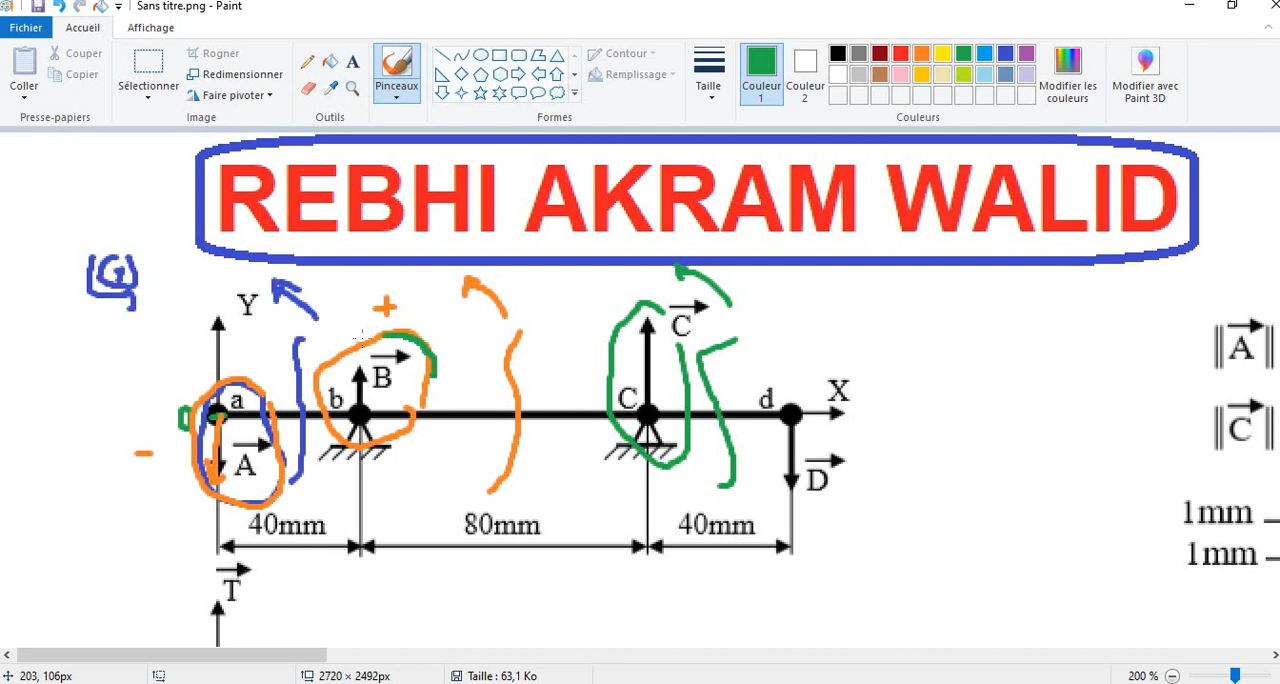 Sans titre.png - Paint
Fichier
Accueil
Affichage
Coller
Couper
Copier
Presse-papiers
Sélectionner
Rogner
Redimensionner
Faire pivoter
Image
A
Outils
Pinceaux
Contour
Remplissage
Formes
Taille
Couleur
1
Couleur
2
Modifier les
couleurs
Couleurs
Modifier avec
Paint 3D
REBHI AKRAM WALID
G
Y
+
C
B
a
b
C
d
X
-
A
D
||A||
||C||
40mm
80mm
40mm
1mm
1mm
T
203, 106px
2720 × 2492px
Taille : 63,1 Ko
200 %